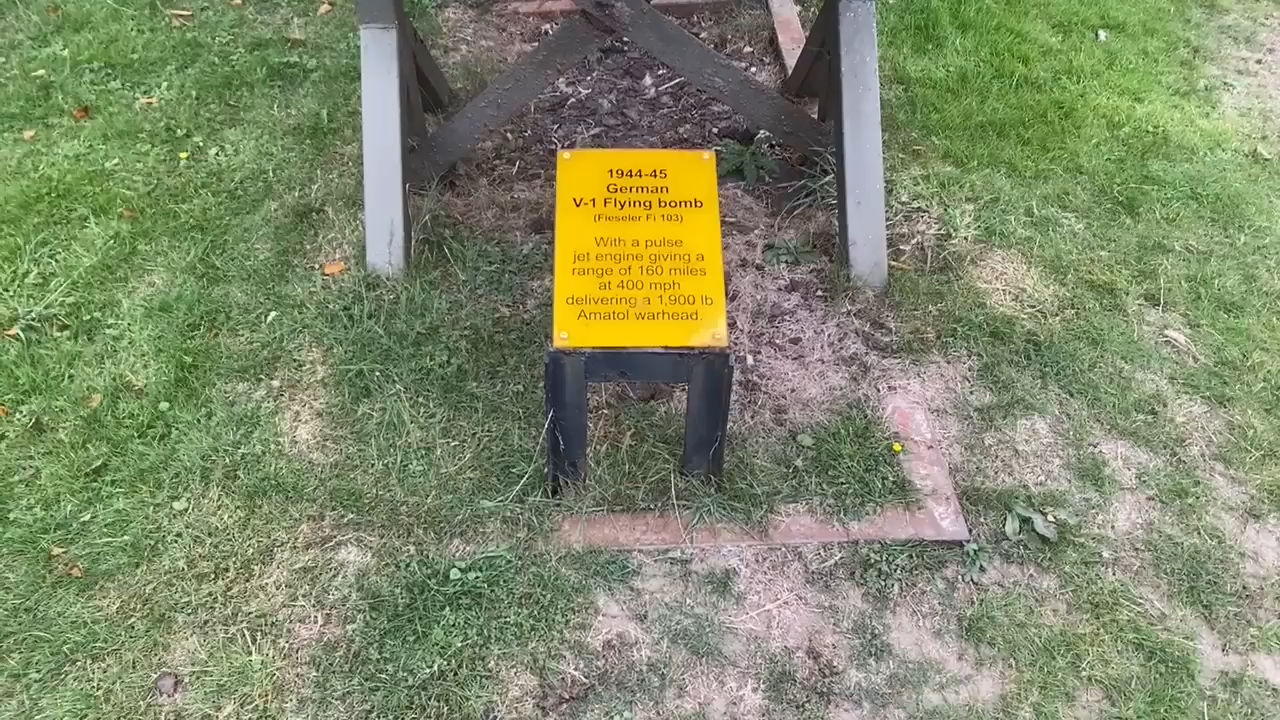 1944-45
German
V-1 Flying bomb
(Fieseler Fi 103)
With a pulse
jet engine giving a
range of 160 miles
at 400 mph
delivering a 1,900 lb
Amatol warhead.